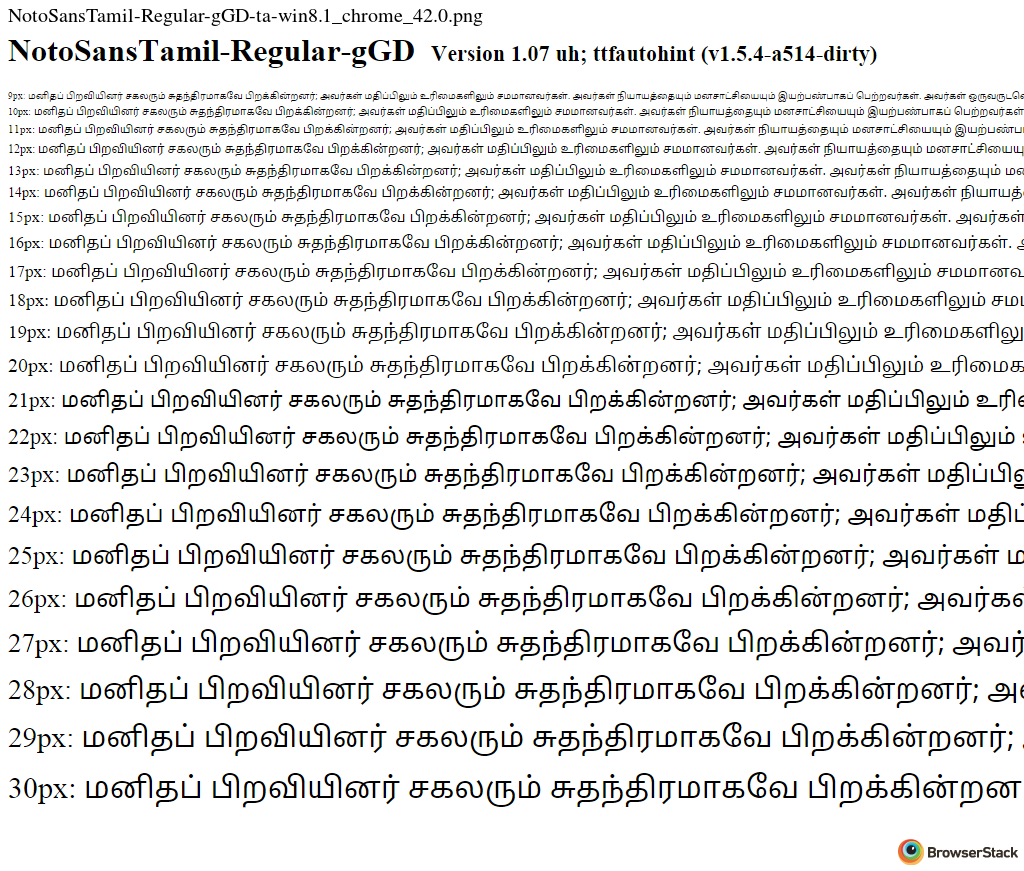 NotoSansTamil-Regular-gGD-ta-win8.1_chrome_42.0.png
NotoSansTamil-Regular-gGD Version 1.07 uh; ttfautohint (v1.5.4-a514-dirty)
9px: மனிதப் பிறவியினர் சகலரும் சுதந்திரமாகவே பிறக்கின்றனர்; அவர்கள் மதிப்பிலும் உரிமைகளிலும் சமமானவர்கள். அவர்கள் நியாயத்தையும் மனசாட்சியையும் இயற்பண்பாகப் பெற்றவர்கள். அவர்கள்
10px: மனிதப் பிறவியினர் சகலரும் சுதந்திரமாகவே பிறக்கின்றனர்; அவர்கள் மதிப்பிலும் உரிமைகளிலும் சமமானவர்கள். அவர்கள் நியாயத்தையும் மனசாட்சியையும் இயற்பண்பாகப் பெற்றவர்கள்
11px: மனிதப் பிறவியினர் சகலரும் சுதந்திரமாகவே பிறக்கின்றனர்; அவர்கள் மதிப்பிலும் உரிமைகளிலும் சமமானவர்கள். அவர்கள் நியாயத்தையும் மனசாட்சியையும்
12px: மனிதப் பிறவியினர் சகலரும் சுதந்திரமாகவே பிறக்கின்றனர்; அவர்கள் மதிப்பிலும் உரிமைகளிலும் சமமானவர்கள். அவர்கள் நியாயத்தையும்
13px: மனிதப் பிறவியினர் சகலரும் சுதந்திரமாகவே பிறக்கின்றனர்; அவர்கள் மதிப்பிலும் உரிமைகளிலும் சமமானவர்கள். அவர்கள் நியாயத்தையும்
14px: மனிதப் பிறவியினர் சகலரும் சுதந்திரமாகவே பிறக்கின்றனர்; அவர்கள் மதிப்பிலும் உரிமைகளிலும் சமமானவர்கள். அவர்கள்
15px: மனிதப் பிறவியினர் சகலரும் சுதந்திரமாகவே பிறக்கின்றனர்; அவர்கள் மதிப்பிலும் உரிமைகளிலும் சமமானவர்கள். அவர்கள்
16px: மனிதப் பிறவியினர் சகலரும் சுதந்திரமாகவே பிறக்கின்றனர்; அவர்கள் மதிப்பிலும் உரிமைகளிலும் சமமானவர்கள்.
17px: மனிதப் பிறவியினர் சகலரும் சுதந்திரமாகவே பிறக்கின்றனர்; அவர்கள் மதிப்பிலும் உரிமைகளிலும் சமமானவ
18px: மனிதப் பிறவியினர் சகலரும் சுதந்திரமாகவே பிறக்கின்றனர்; அவர்கள் மதிப்பிலும் உரிமைகளிலும் சம
19px: மனிதப் பிறவியினர் சகலரும் சுதந்திரமாகவே பிறக்கின்றனர்; அவர்கள் மதிப்பிலும் உரிமைகளிலு
20px: மனிதப் பிறவியினர் சகலரும் சுதந்திரமாகவே பிறக்கின்றனர்; அவர்கள் மதிப்பிலும் உரிமைக
21px: மனிதப் பிறவியினர் சகலரும் சுதந்திரமாகவே பிறக்கின்றனர்; அவர்கள் மதிப்பிலும் உரி
22px: மனிதப் பிறவியினர் சகலரும் சுதந்திரமாகவே பிறக்கின்றனர்; அவர்கள் மதிப்பிலும்
23px: மனிதப் பிறவியினர் சகலரும் சுதந்திரமாகவே பிறக்கின்றனர்; அவர்கள் மதிப்பிலு
24px: மனிதப் பிறவியினர் சகலரும் சுதந்திரமாகவே பிறக்கின்றனர்; அவர்கள் மதிப்
25px: மனிதப் பிறவியினர் சகலரும் சுதந்திரமாகவே பிறக்கின்றனர்; அவர்கள் ம
26px: மனிதப் பிறவியினர் சகலரும் சுதந்திரமாகவே பிறக்கின்றனர்; அவர்கள்
27px: மனிதப் பிறவியினர் சகலரும் சுதந்திரமாகவே பிறக்கின்றனர்; அவர்
28px: மனிதப் பிறவியினர் சகலரும் சுதந்திரமாகவே பிறக்கின்றனர்; அவ
29px: மனிதப் பிறவியினர் சகலரும் சுதந்திரமாகவே பிறக்கின்றனர்;
30px: மனிதப் பிறவியினர் சகலரும் சுதந்திரமாகவே பிறக்கின்றன
BrowserStack